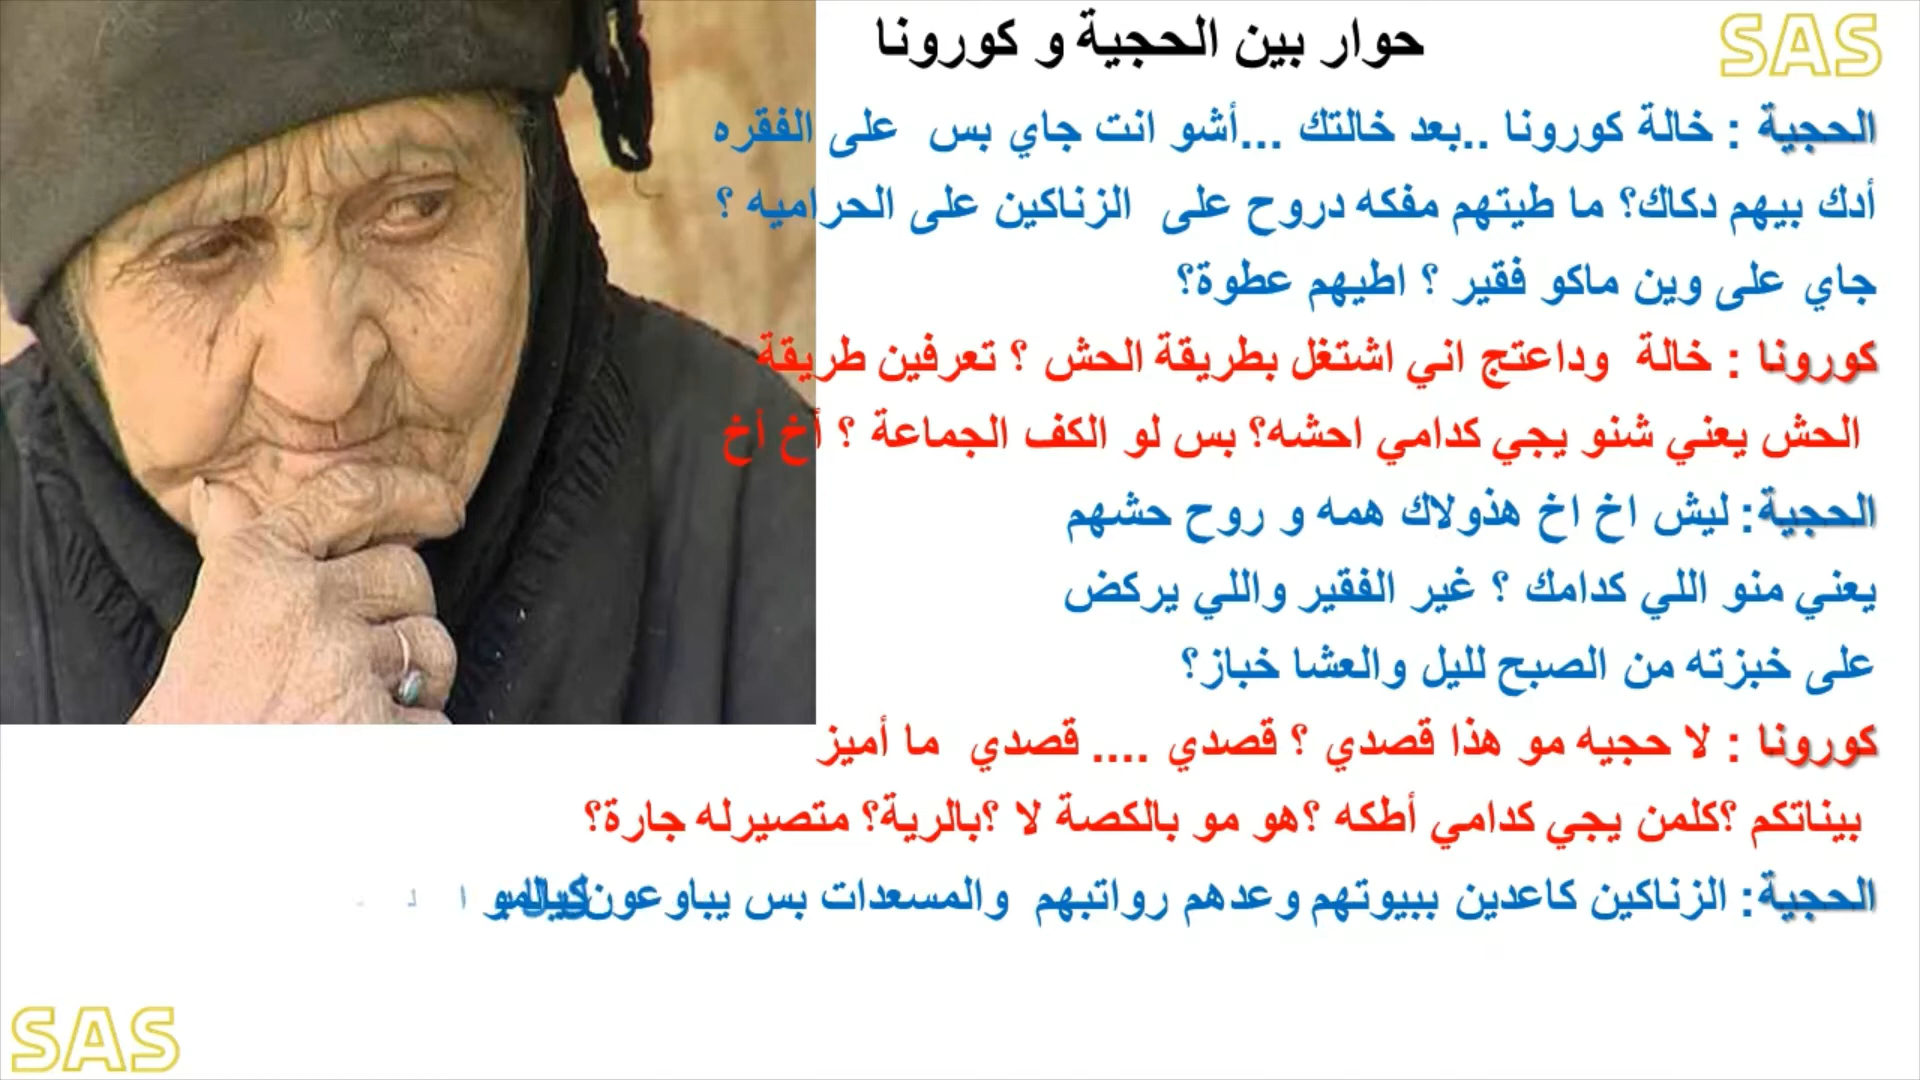 حوار بين الحجية و كورونا
SAS
الحجية : خالة كورونا ..بعد خالتك ...أشو انت جاي بس على الفقره
أدك بيهم دكاك؟ ما طيتهم مفكه دروح على الزناكين على الحراميه ؟
جاي على وين ماكو فقير ؟ اطيهم عطوة؟
كورونا : خالة وداعتج اني اشتغل بطريقة الحش ؟ تعرفين طريقة
الحش يعني شنو يجي كدامي احشه؟ بس لو الكف الجماعة ؟ أخ أخ
الحجية: ليش اخ اخ هذولاك همه و روح حشهم
يعني منو اللي كدامك ؟ غير الفقير واللي يركض
على خبزته من الصبح لليل والعشا خباز؟
كورونا : لا حجيه مو هذا قصدي ؟ قصدي .... قصدي ما أميز
بيناتكم ؟كلمن يجي كدامي أطكه ؟هو مو بالكصة لا ؟بالرية؟ متصيرله جارة؟
الحجية: الزناكين كاعدين ببيوتهم وعدهم رواتبهم والمسعدات بس يباوعون
SAS